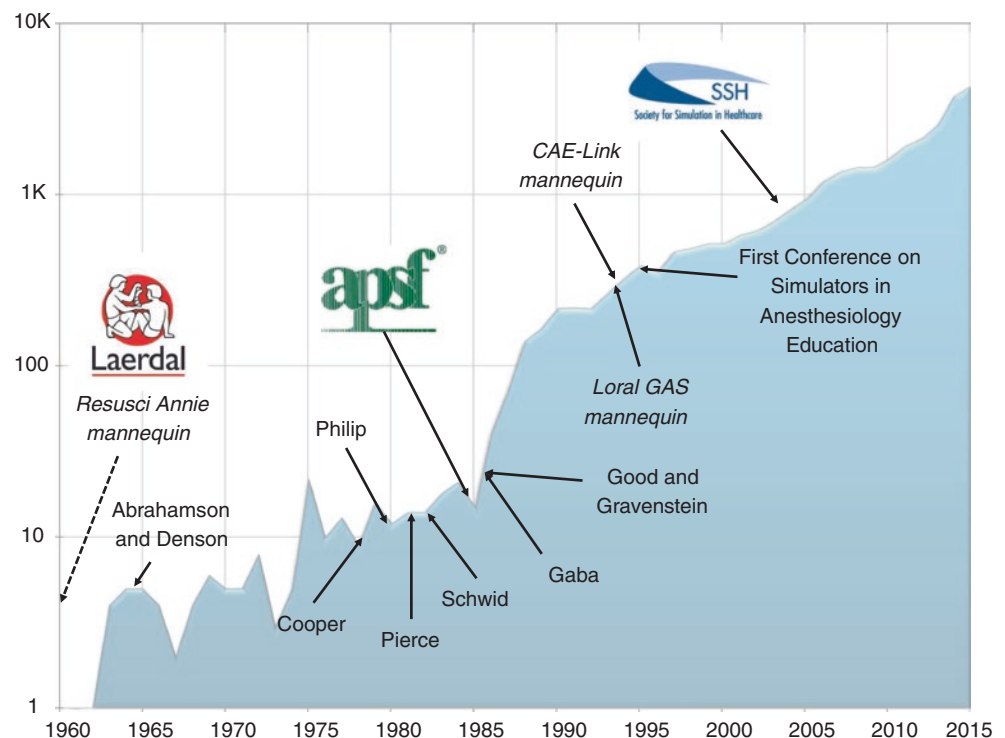 10K
1K
100
10
1
SSH
Society for Simulation in Healthcare
CAE-Link
mannequin
apsf®
Laerdal
Resusci Annie
mannequin
First Conference on
Simulators in
Anesthesiology
Education
Loral GAS
mannequin
Philip
Abrahamson
and Denson
Good and
Gravenstein
Gaba
Schwid
Cooper
Pierce
1960 1965 1970 1975 1980 1985 1990 1995 2000 2005 2010 2015